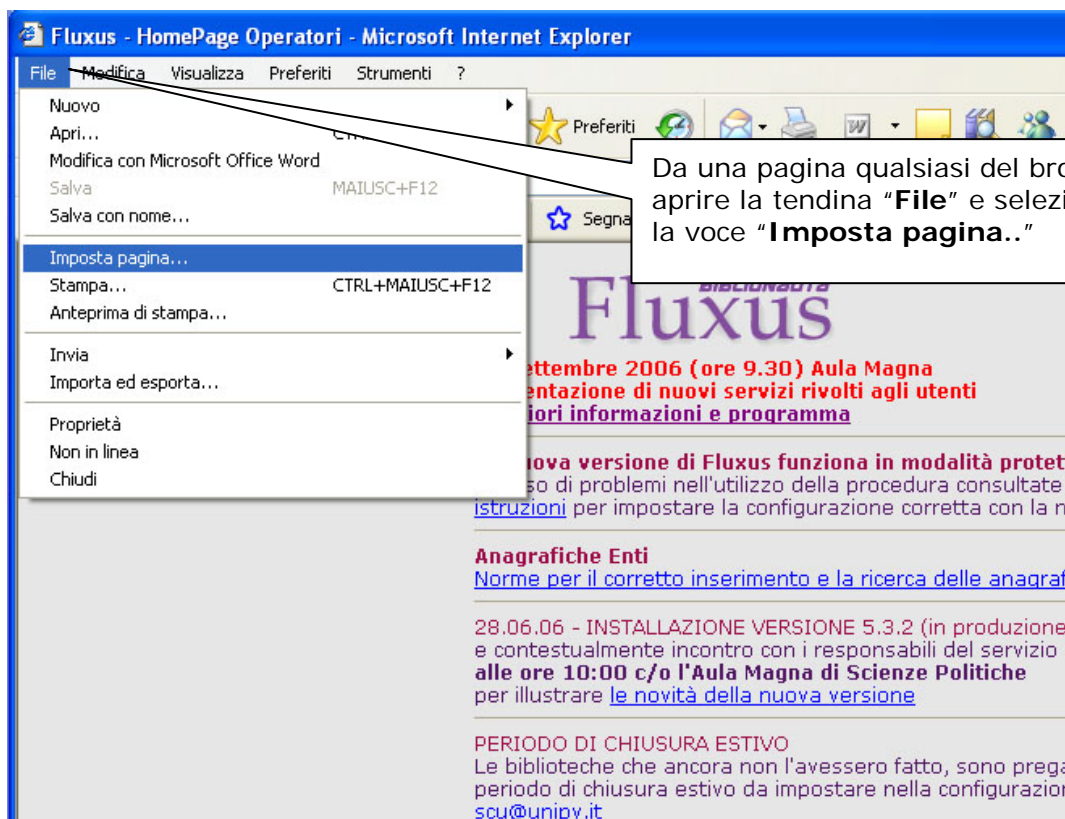 Fluxus - HomePage Operatori - Microsoft Internet Explorer
File Modifica Visualizza Preferiti Strumenti ?
Nuovo
Apri...
Modifica con Microsoft Office Word
Salva MAIUSC+F12
Salva con nome...
Imposta pagina...
Stampa... CTRL+MAIUSC+F12
Anteprima di stampa...
Invia
Importa ed esporta...
Proprietà
Non in linea
Chiudi
Preferiti
Segna
Da una pagina qualsiasi del bro
aprire la tendina “File” e selezi
la voce “Imposta pagina..”
Fluxus
ettembre 2006 (ore 9.30) Aula Magna
entazione di nuovi servizi rivolti agli utenti
iori informazioni e programma
ova versione di Fluxus funziona in modalità protet
so di problemi nell'utilizzo della procedura consultate
istruzioni per impostare la configurazione corretta con la n
Anagrafiche Enti
Norme per il corretto inserimento e la ricerca delle anagraf
28.06.06 - INSTALLAZIONE VERSIONE 5.3.2 (in produzione
e contestualmente incontro con i responsabili del servizio
alle ore 10:00 c/o l'Aula Magna di Scienze Politiche
per illustrare le novità della nuova versione
PERIODO DI CHIUSURA ESTIVO
Le biblioteche che ancora non l'avessero fatto, sono prega
periodo di chiusura estivo da impostare nella configurazion
scu@unipv.it